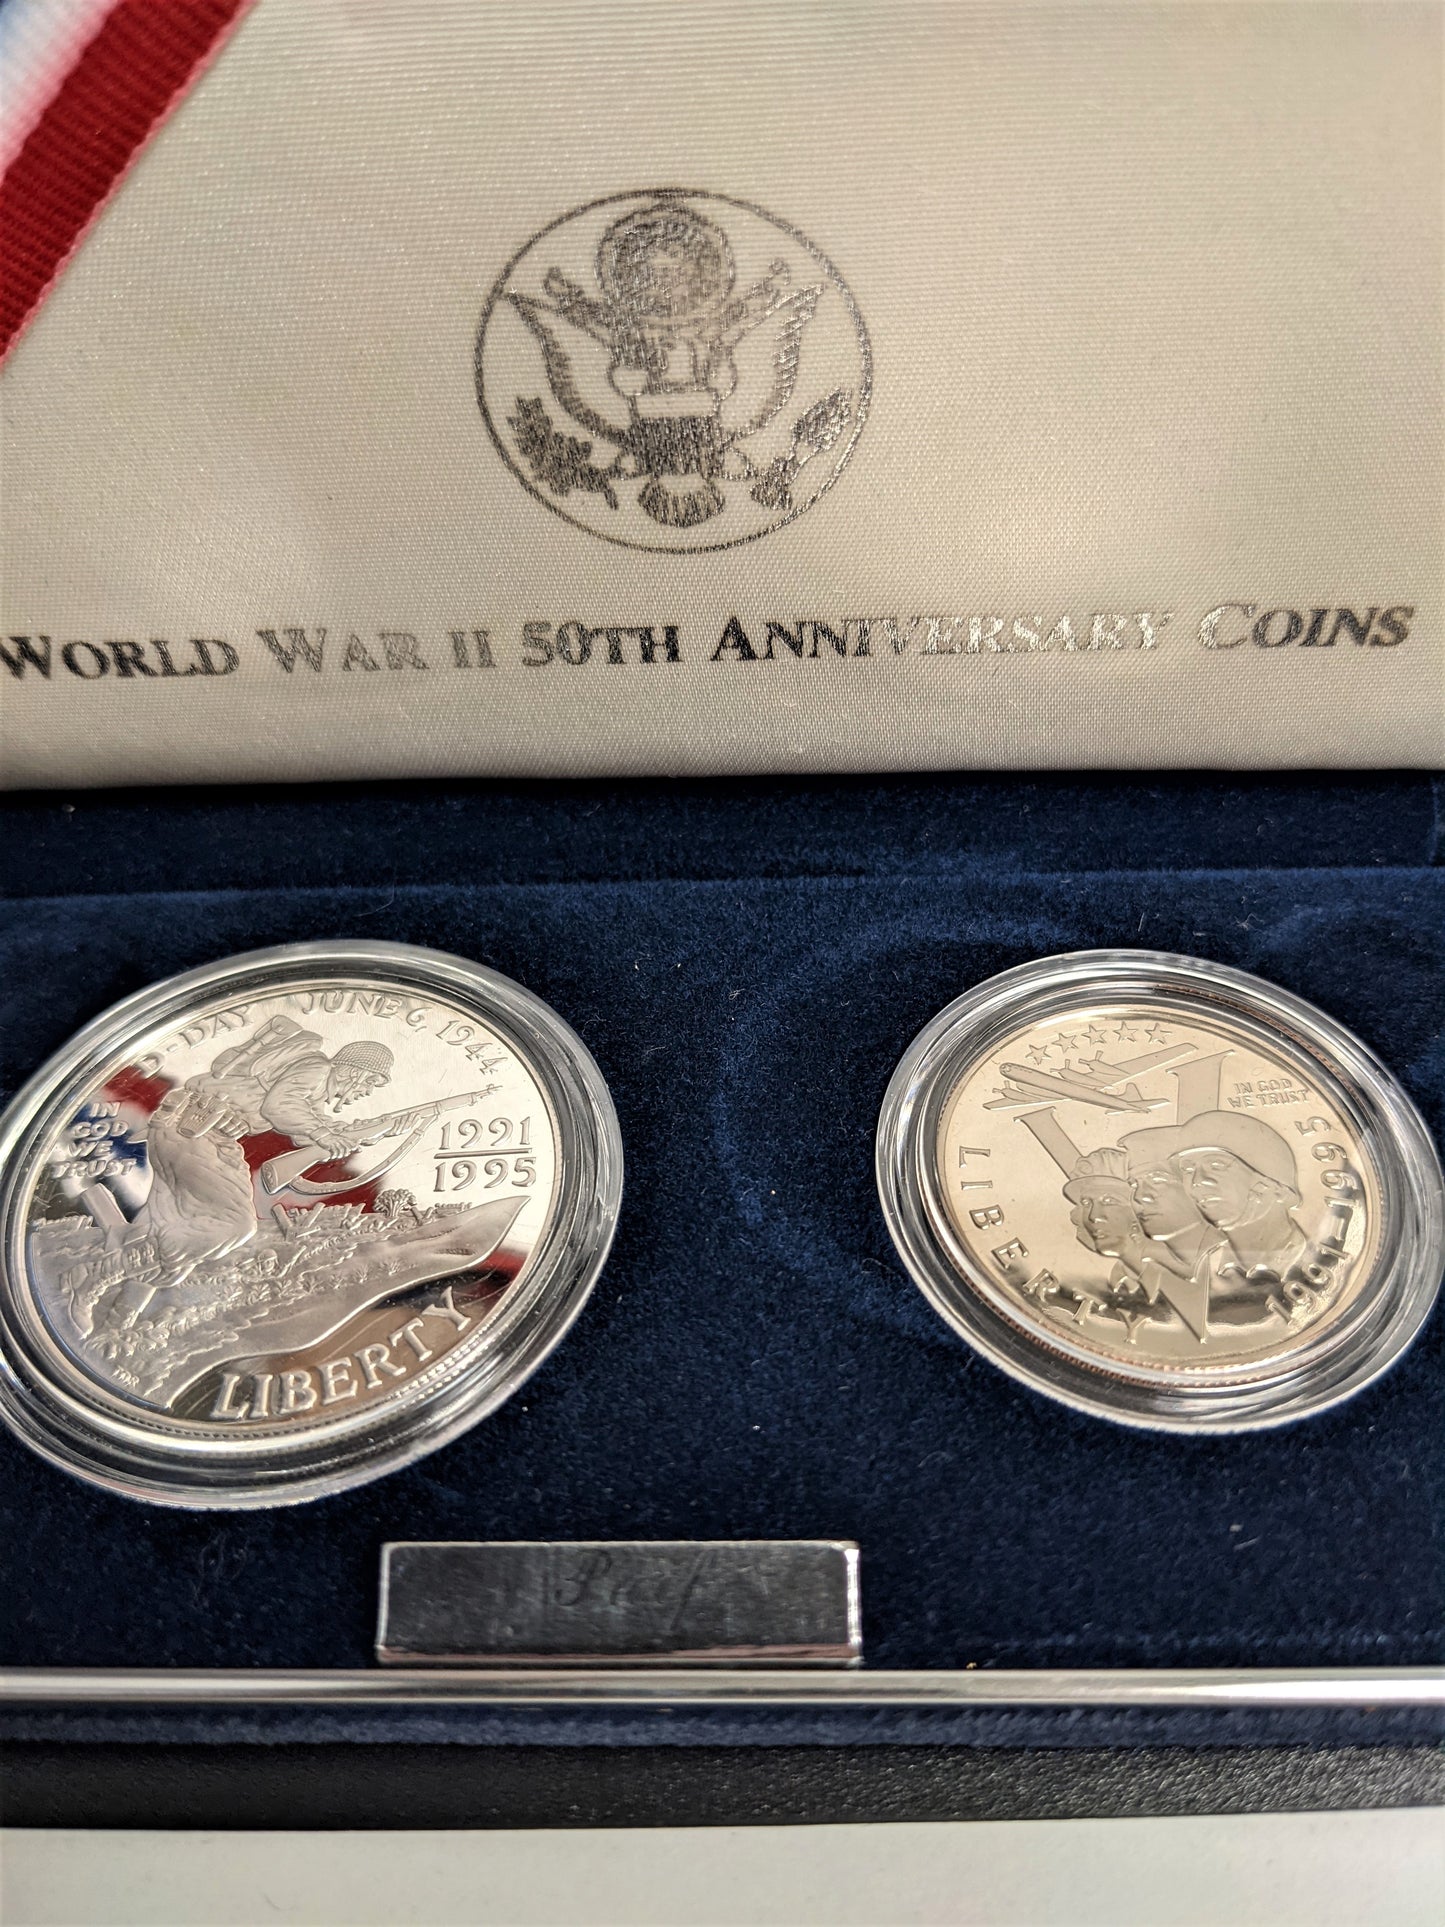 WORLD WAR II 50TH ANNIVERSARY COINS
D-DAY JUNE 6, 1944
IN
GOD
WE
TRUST
1991
1995
LIBERTY
IN GOD
WE TRUST
LIBERTY
1991-1995
V
Proof